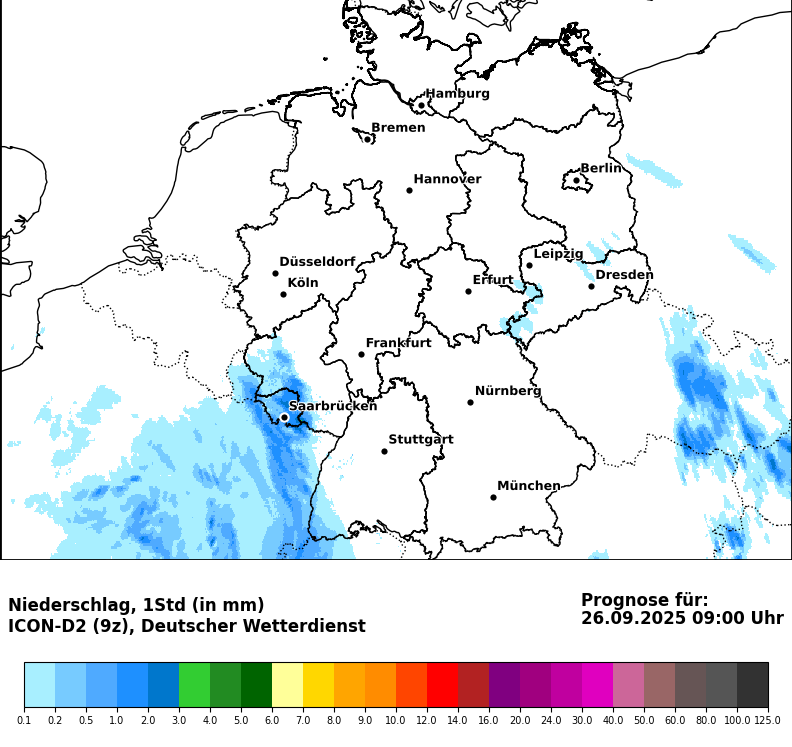 Hamburg
Bremen
Berlin
Hannover
Leipzig
Düsseldorf
Dresden
Köln
Erfurt
Frankfurt
Nürnberg
Saarbrücken
Stuttgart
München
Niederschlag, 1Std (in mm)
ICON-D2 (9z), Deutscher Wetterdienst
Prognose für:
26.09.2025 09:00 Uhr
0.1 0.2 0.5 1.0 2.0 3.0 4.0 5.0 6.0 7.0 8.0 9.0 10.0 12.0 14.0 16.0 20.0 24.0 30.0 40.0 50.0 60.0 80.0 100.0 125.0